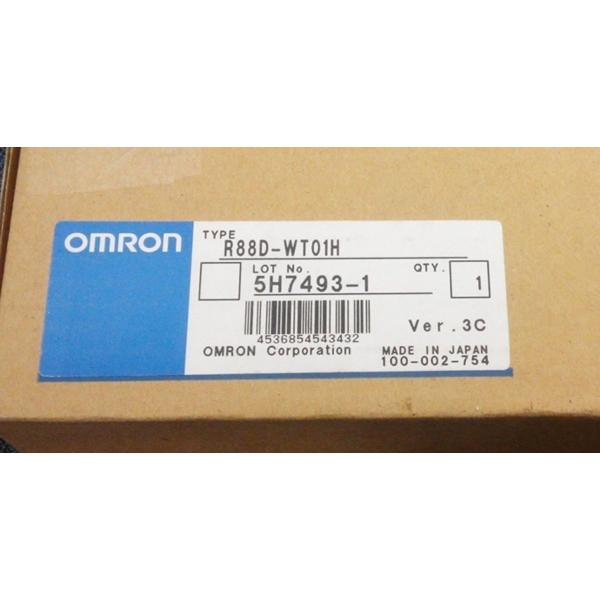 OMRON
TYPE
R88D-WT01H
LOT No.
QTY.
5H7493-1
1
4536854543432
Ver.3C
OMRON Corporation
MADE IN JAPAN
100-002-754